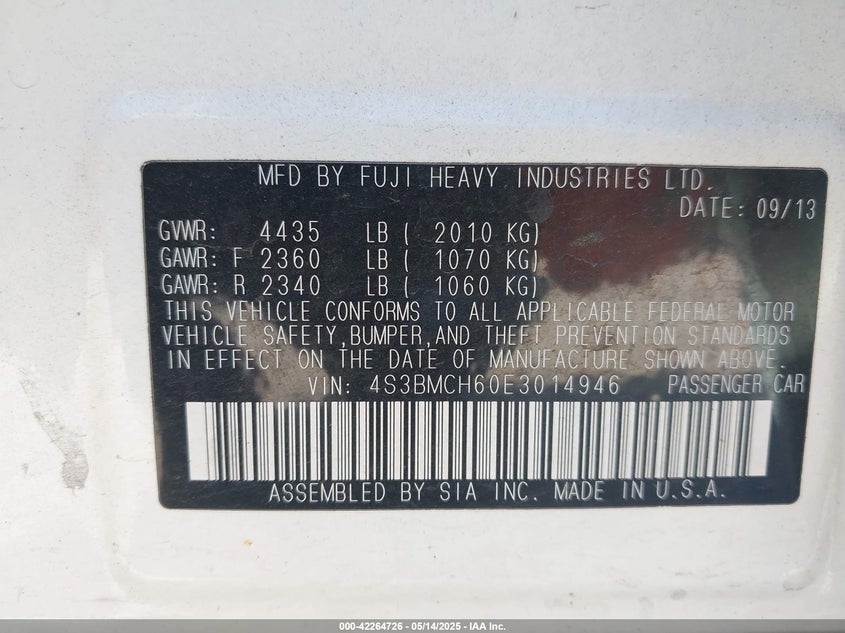 MFD BY FUJI HEAVY INDUSTRIES LTD.
DATE: 09/13
GVWR: 4435 LB ( 2010 KG)
GAWR: F 2360 LB ( 1070 KG)
GAWR: R 2340 LB ( 1060 KG)
THIS VEHICLE CONFORMS TO ALL APPLICABLE FEDERAL MOTOR
VEHICLE SAFETY,BUMPER,AND THEFT PREVENTION STANDARDS
IN EFFECT ON THE DATE OF MANUFACTURE SHOWN ABOVE.
VIN: 4S3BMCH60E3014946 PASSENGER CAR
ASSEMBLED BY SIA INC. MADE IN U.S.A.
000-42264726 - 05/14/2025 - IAA Inc.